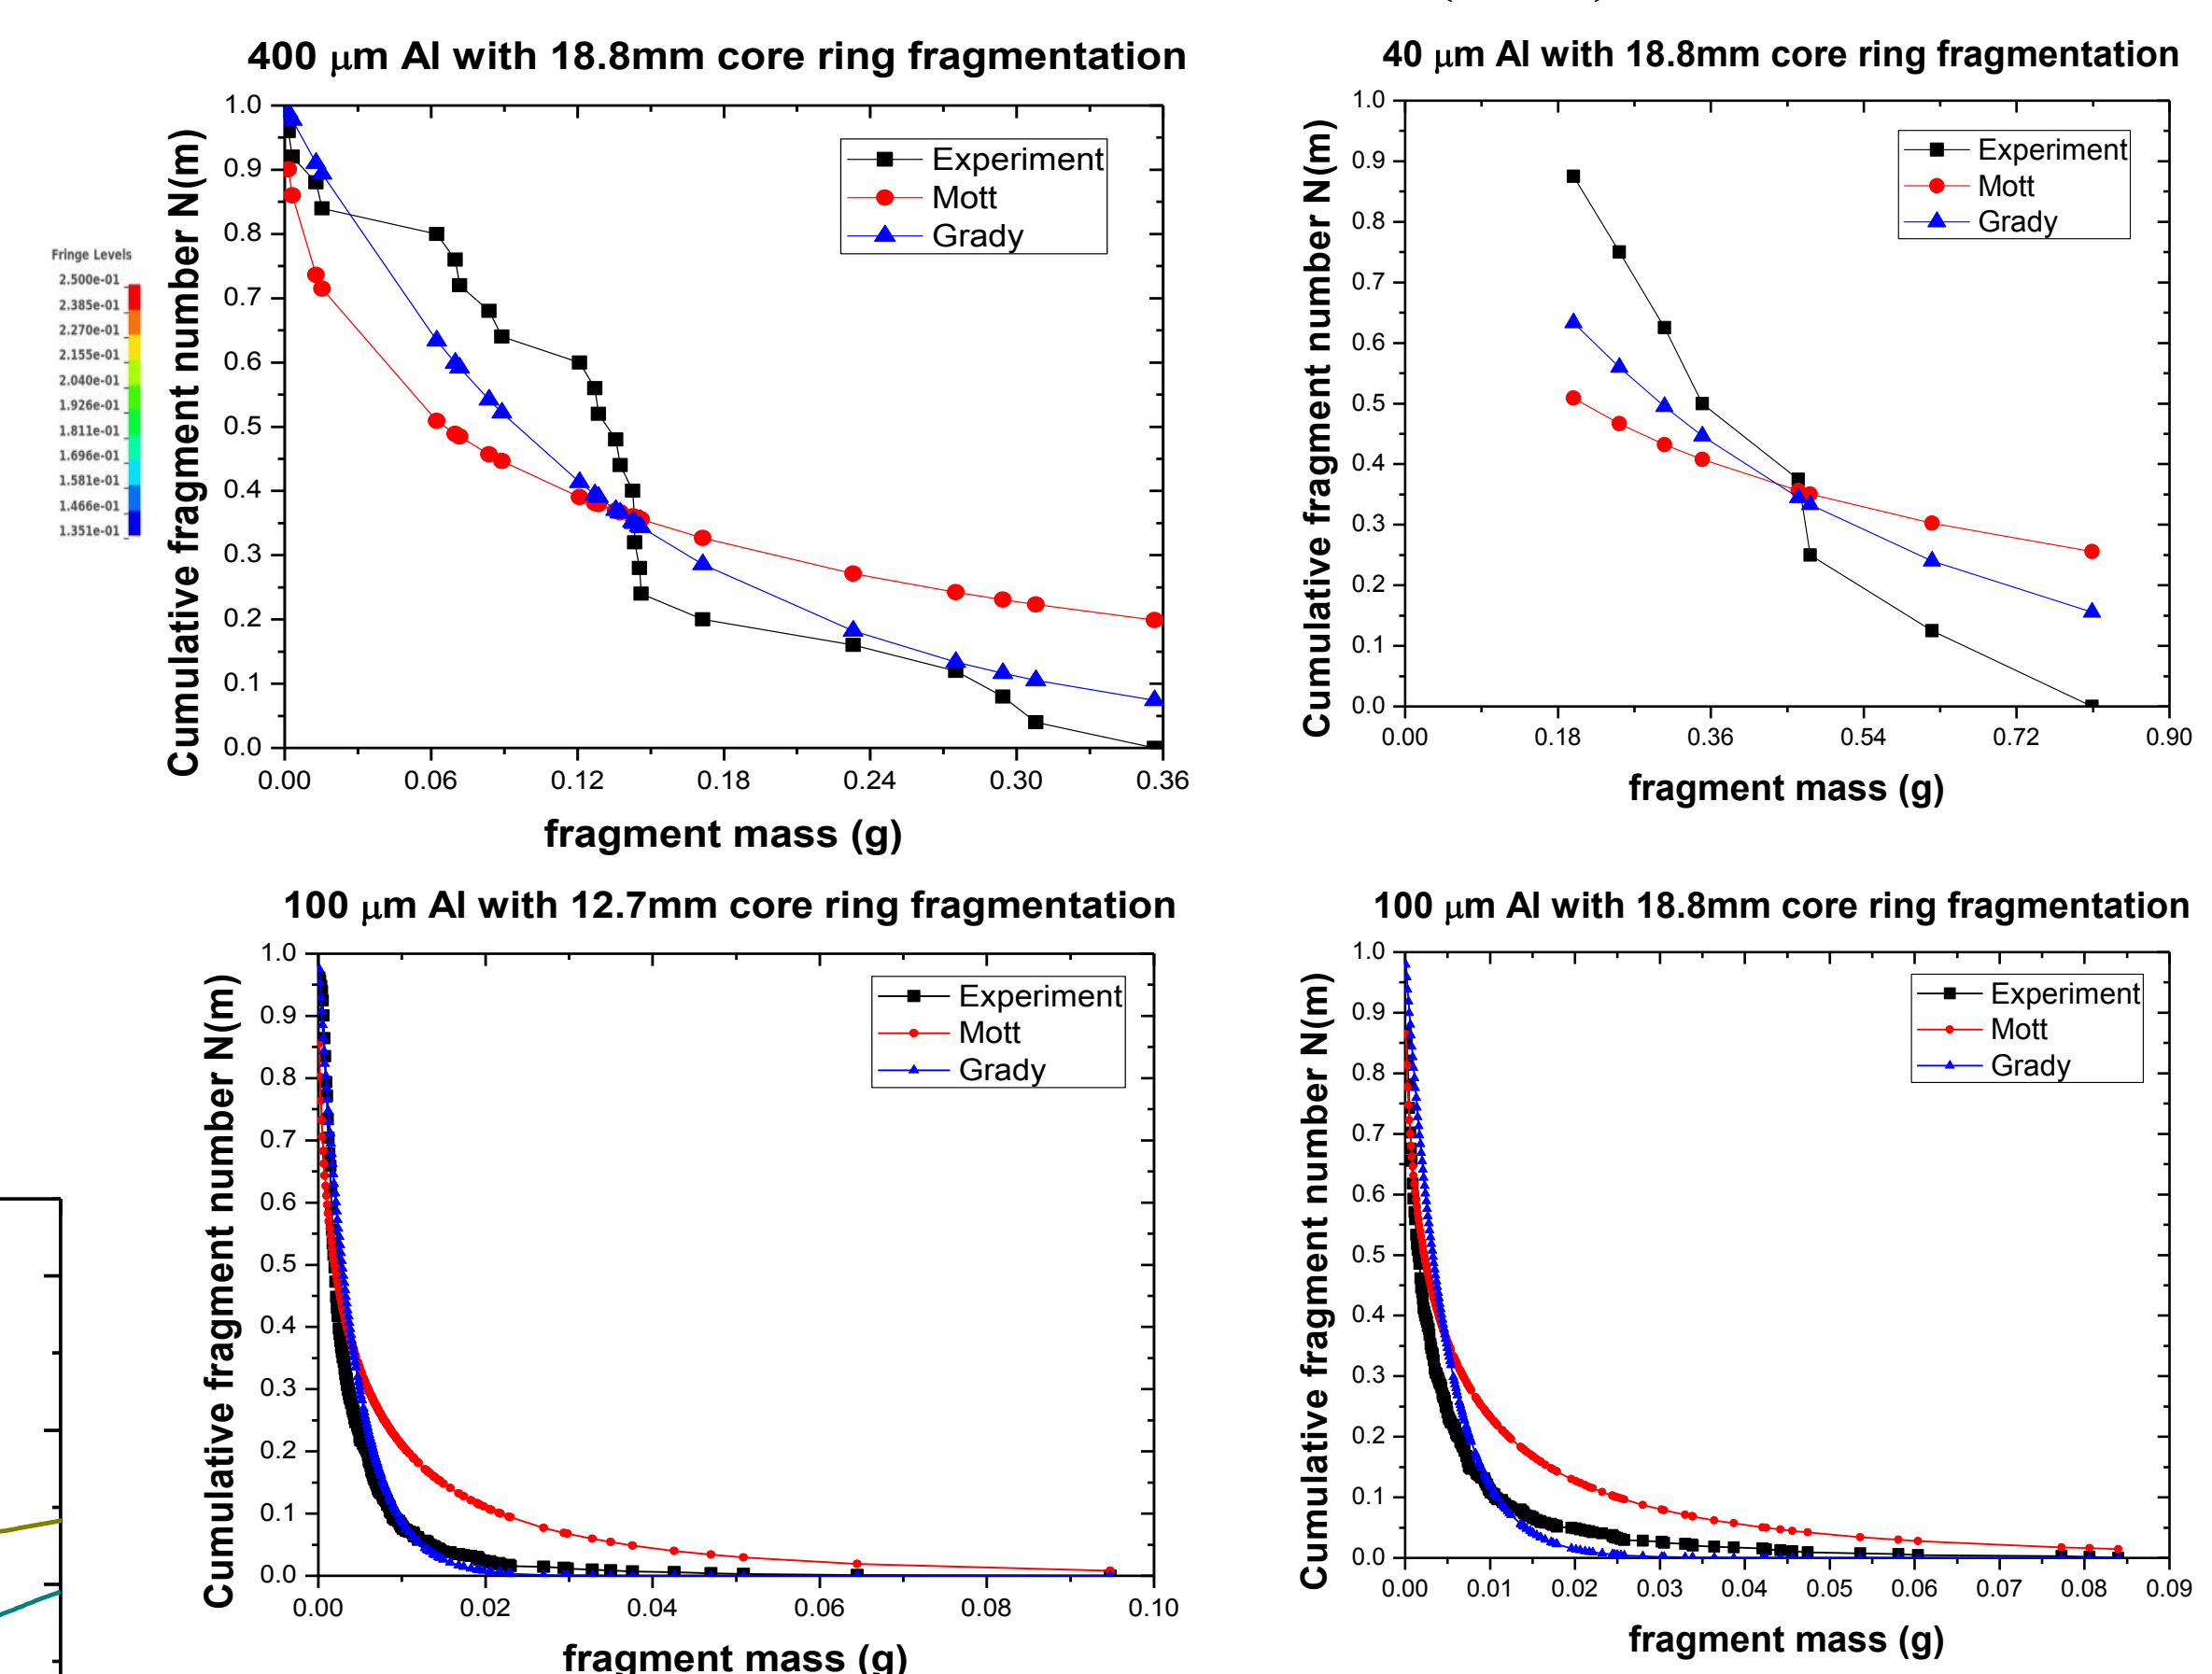 400 μm Al with 18.8mm core ring fragmentation
Cumulative fragment number N(m)
1.0
0.9
0.8
0.7
0.6
0.5
0.4
0.3
0.2
0.1
0.0
Experiment
Mott
Grady
0.00 0.06 0.12 0.18 0.24 0.30 0.36
fragment mass (g)
Fringe Levels
2.500e-01
2.385e-01
2.270e-01
2.155e-01
2.040e-01
1.926e-01
1.811e-01
1.696e-01
1.581e-01
1.466e-01
1.351e-01
40 μm Al with 18.8mm core ring fragmentation
Cumulative fragment number N(m)
1.0
0.9
0.8
0.7
0.6
0.5
0.4
0.3
0.2
0.1
0.0
Experiment
Mott
Grady
0.00 0.18 0.36 0.54 0.72 0.90
fragment mass (g)
100 μm Al with 12.7mm core ring fragmentation
Cumulative fragment number N(m)
1.0
0.9
0.8
0.7
0.6
0.5
0.4
0.3
0.2
0.1
0.0
Experiment
Mott
Grady
0.00 0.02 0.04 0.06 0.08 0.10
fragment mass (g)
100 μm Al with 18.8mm core ring fragmentation
Cumulative fragment number N(m)
1.0
0.9
0.8
0.7
0.6
0.5
0.4
0.3
0.2
0.1
0.0
Experiment
Mott
Grady
0.00 0.01 0.02 0.03 0.04 0.05 0.06 0.07 0.08 0.09
fragment mass (g)